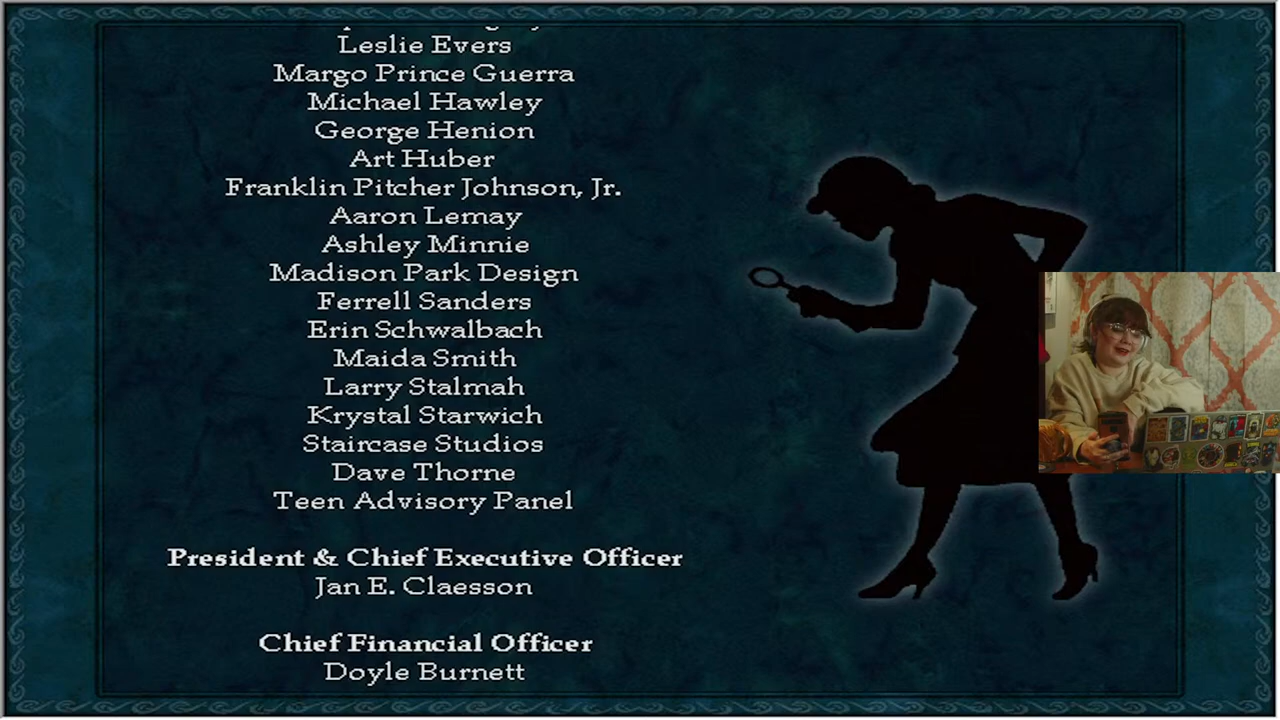 Leslie Evers
Margo Prince Guerra
Michael Hawley
George Henion
Art Huber
Franklin Pitcher Johnson, Jr.
Aaron Lemay
Ashley Minnie
Madison Park Design
Ferrell Sanders
Erin Schwalbach
Maida Smith
Larry Stalmah
Krystal Starwich
Staircase Studios
Dave Thorne
Teen Advisory Panel
President & Chief Executive Officer
Jan E. Claesson
Chief Financial Officer
Doyle Burnett